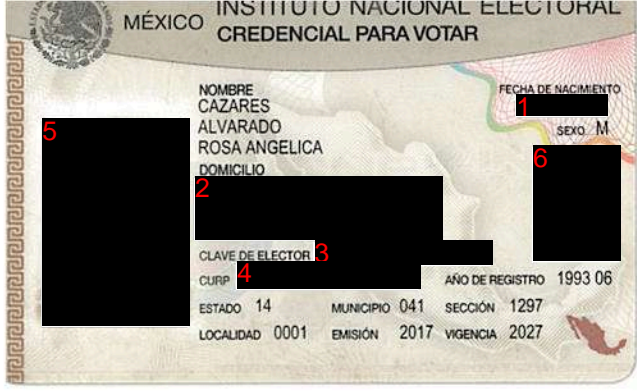 MÉXICO
INSTITUTO NACIONAL ELECTORAL
CREDENCIAL PARA VOTAR
NOMBRE
CAZARES
ALVARADO
ROSA ANGELICA
FECHA DE NACIMIENTO
1
SEXO M
DOMICILIO
2
CLAVE DE ELECTOR 3
CURP 4
AÑO DE REGISTRO 1993 06
ESTADO 14 MUNICIPIO 041 SECCIÓN 1297
LOCALIDAD 0001 EMISIÓN 2017 VIGENCIA 2027
5
6